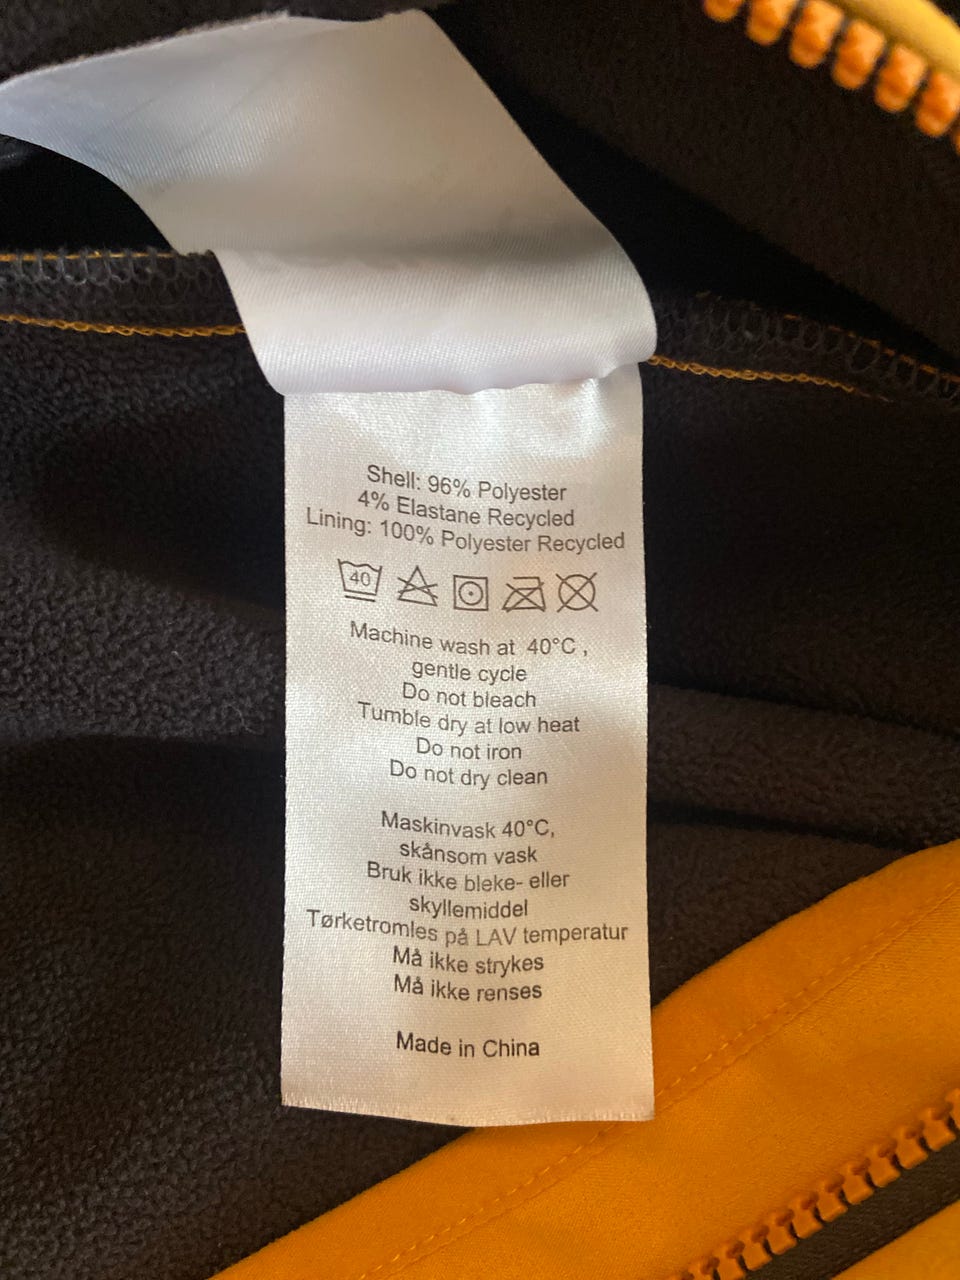 Shell: 96% Polyester
4% Elastane Recycled
Lining: 100% Polyester Recycled
40
Machine wash at 40°C ,
gentle cycle
Do not bleach
Tumble dry at low heat
Do not iron
Do not dry clean
Maskinvask 40°C,
skånsom vask
Bruk ikke bleke- eller
skyllemiddel
Tørketromles på LAV temperatur
Må ikke strykes
Må ikke renses
Made in China